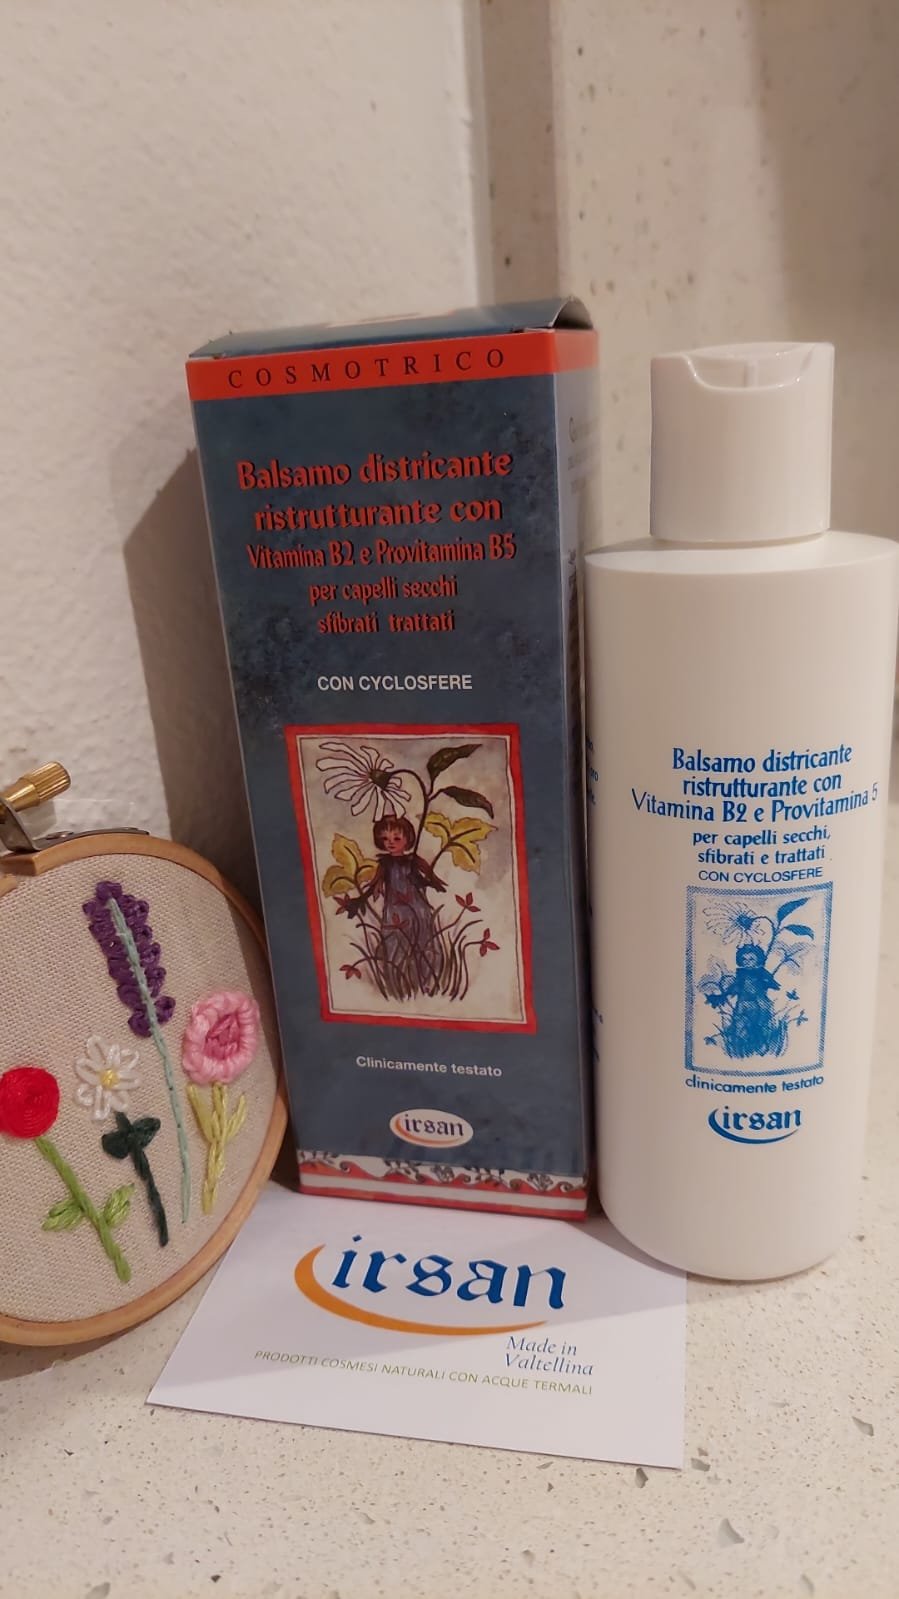 COSMOTRICO
Balsamo districante
ristrutturante con
Vitamina B2 e Provitamina B5
per capelli secchi
sfibrati trattati
CON CYCLOSFERE
Clinicamente testato
irsan
Balsamo districante
ristrutturante con
Vitamina B2 e Provitamina 5
per capelli secchi,
sfibrati e trattati
CON CYCLOSFERE
clinicamente testato
irsan
irsan
Made in
Valtellina
PRODOTTI COSMESI NATURALI CON ACQUE TERMALI